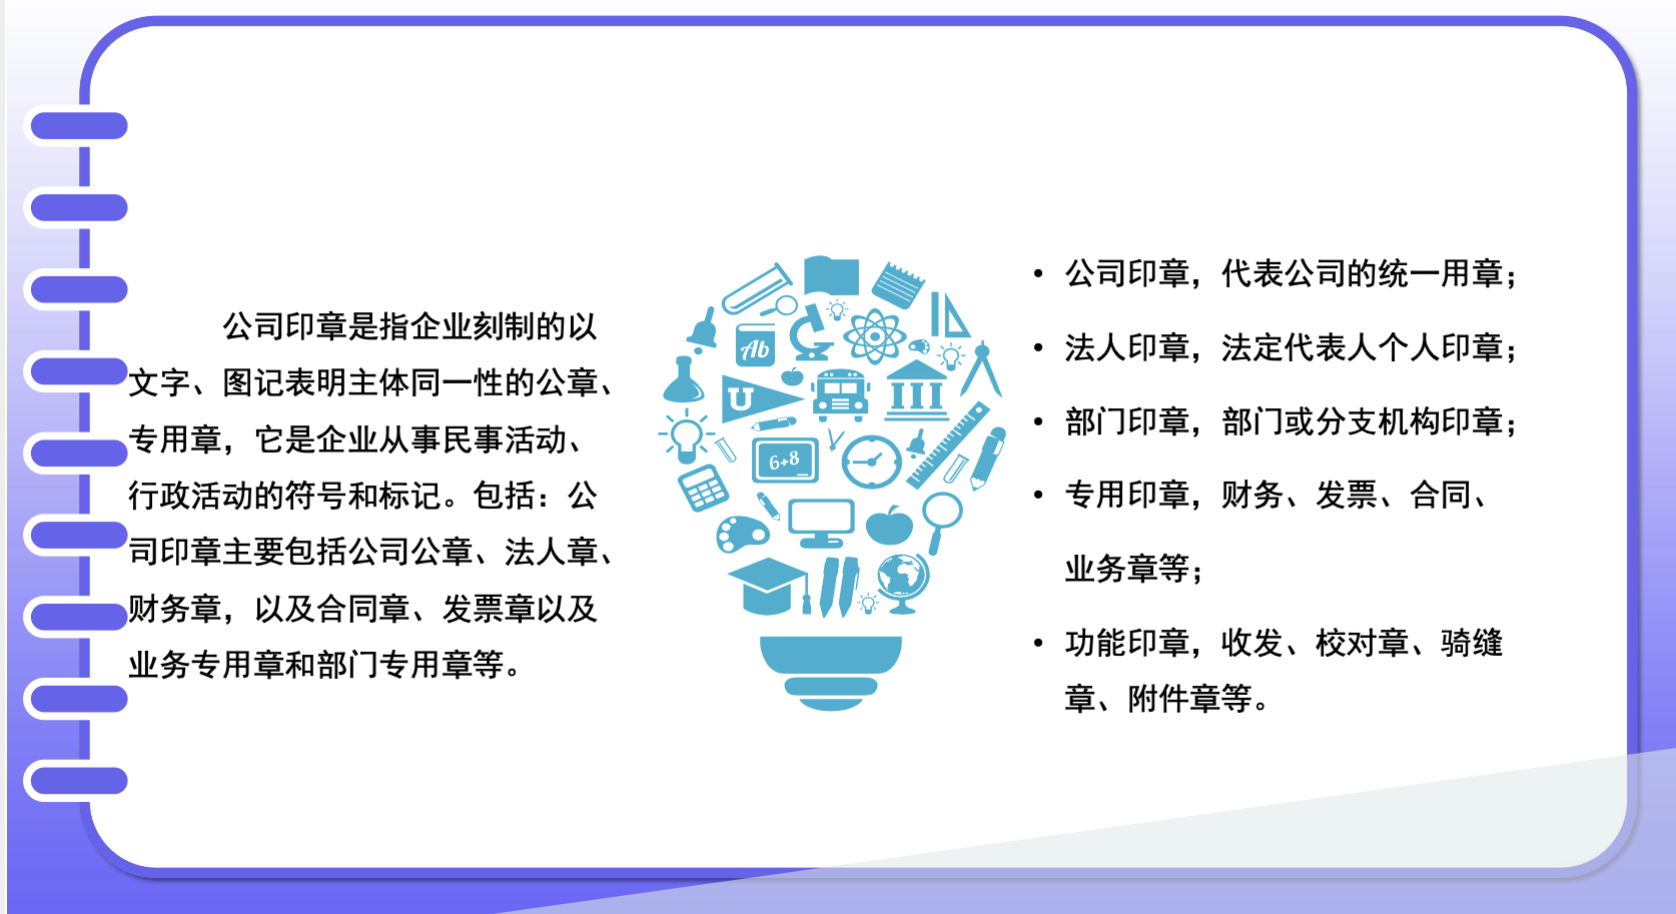 公司印章是指企业刻制的以
文字、图记表明主体同一性的公章、
专用章，它是企业从事民事活动、
行政活动的符号和标记。包括：公
司印章主要包括公司公章、法人章、
财务章，以及合同章、发票章以及
业务专用章和部门专用章等。
Ab
U
6+8
• 公司印章，代表公司的统一用章；
• 法人印章，法定代表人个人印章；
• 部门印章，部门或分支机构印章；
• 专用印章，财务、发票、合同、
业务章等；
• 功能印章，收发、校对章、骑缝
章、附件章等。